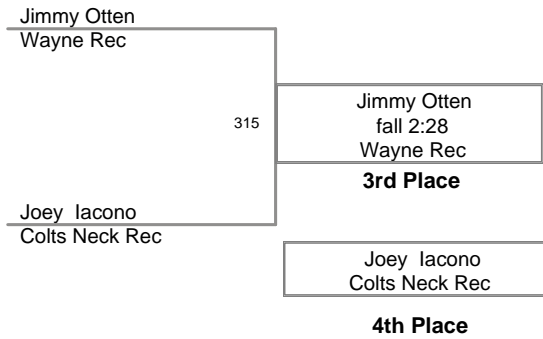 Jimmy Otten
Wayne Rec
315
Jimmy Otten
fall 2:28
Wayne Rec
3rd Place
Joey Iacono
Colts Neck Rec
Joey Iacono
Colts Neck Rec
4th Place